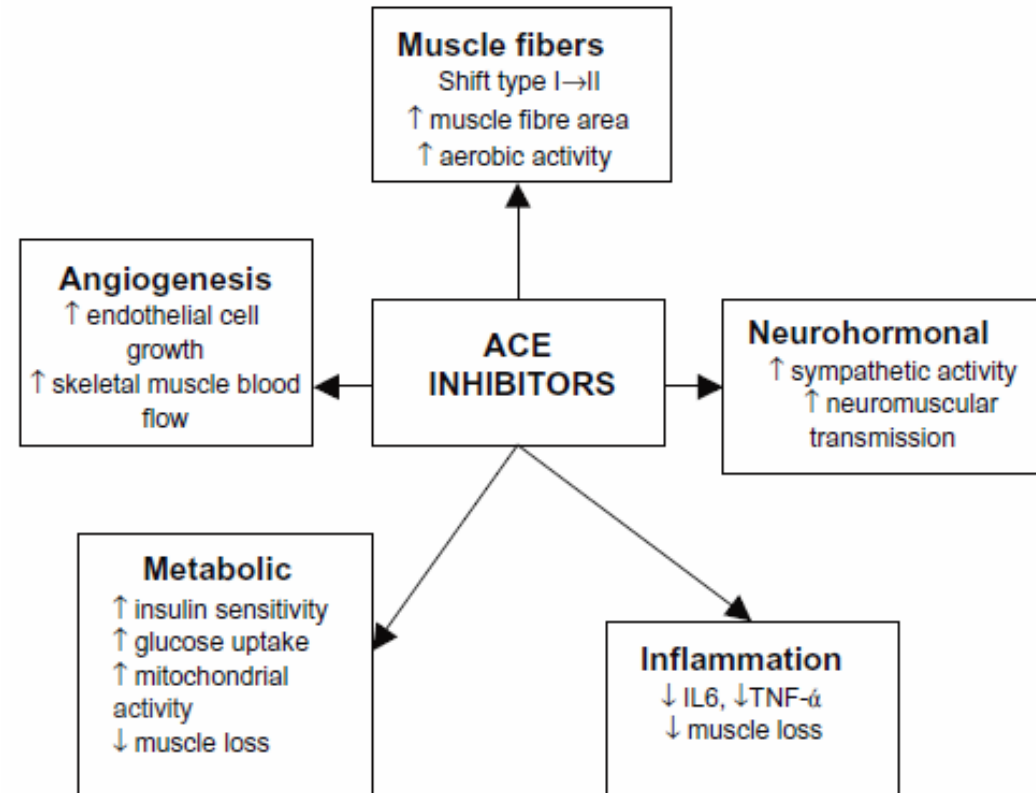 Muscle fibers
Shift type I→II
↑ muscle fibre area
↑ aerobic activity
Angiogenesis
↑ endothelial cell
growth
↑ skeletal muscle blood
flow
ACE
INHIBITORS
Neurohormonal
↑ sympathetic activity
↑ neuromuscular
transmission
Metabolic
↑ insulin sensitivity
↑ glucose uptake
↑ mitochondrial
activity
↓ muscle loss
Inflammation
↓ IL6, ↓TNF-ά
↓ muscle loss